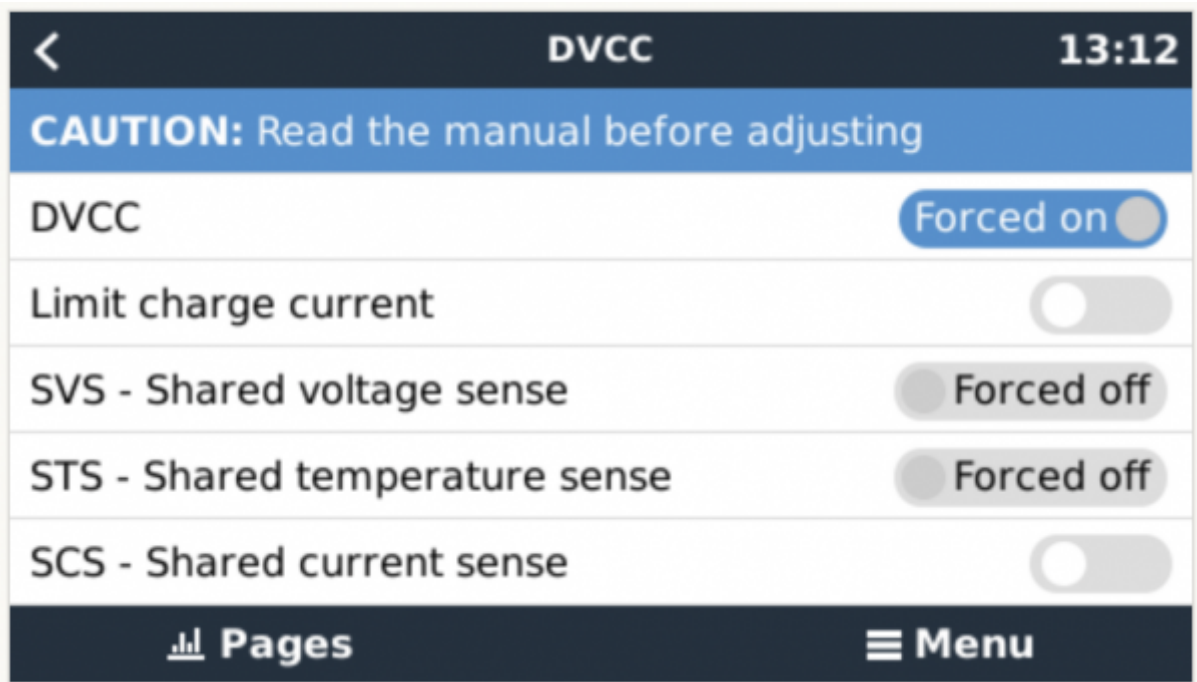 DVCC 13:12
CAUTION: Read the manual before adjusting
DVCC Forced on
Limit charge current
SVS - Shared voltage sense Forced off
STS - Shared temperature sense Forced off
SCS - Shared current sense
Pages Menu